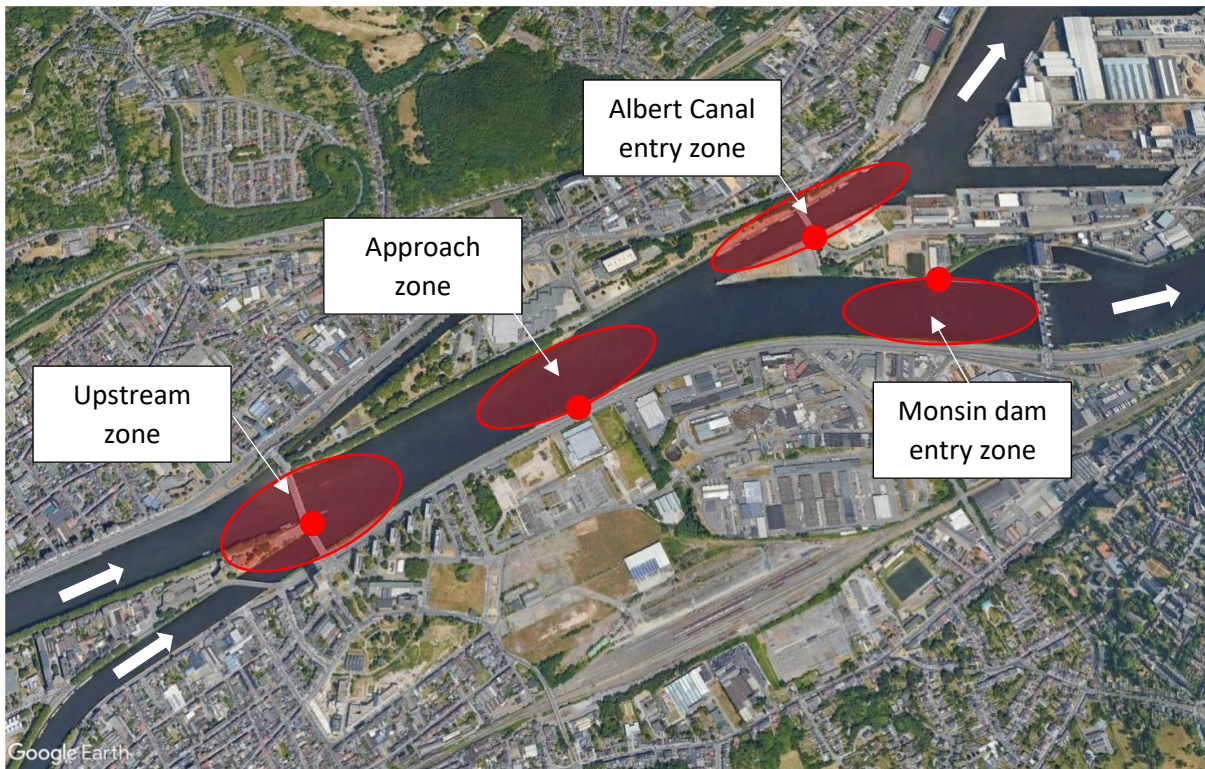 Albert Canal
entry zone
Approach
zone
Upstream
zone
Monsin dam
entry zone
Google Earth